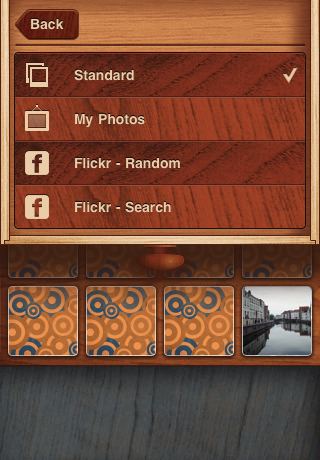 Back
Standard
My Photos
f
Flickr - Random
f
Flickr - Search